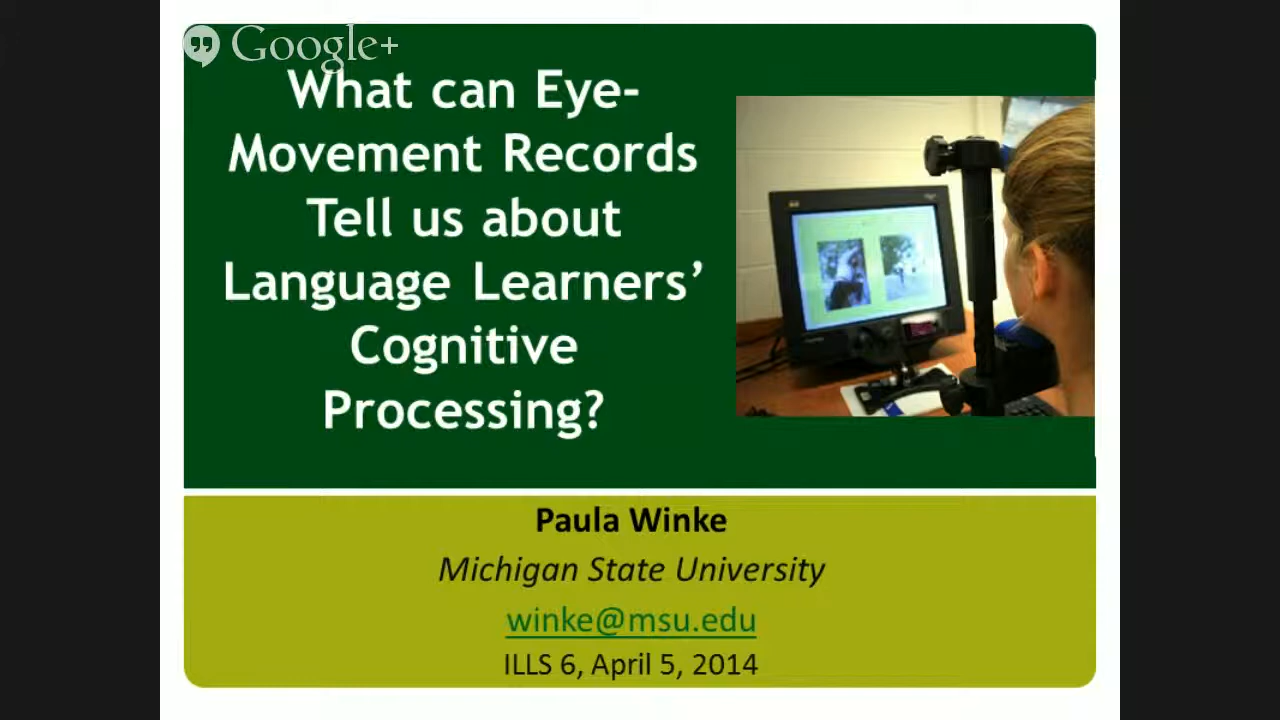 Google+
What can Eye-
Movement Records
Tell us about
Language Learners’
Cognitive
Processing?
Paula Winke
Michigan State University
winke@msu.edu
ILLS 6, April 5, 2014